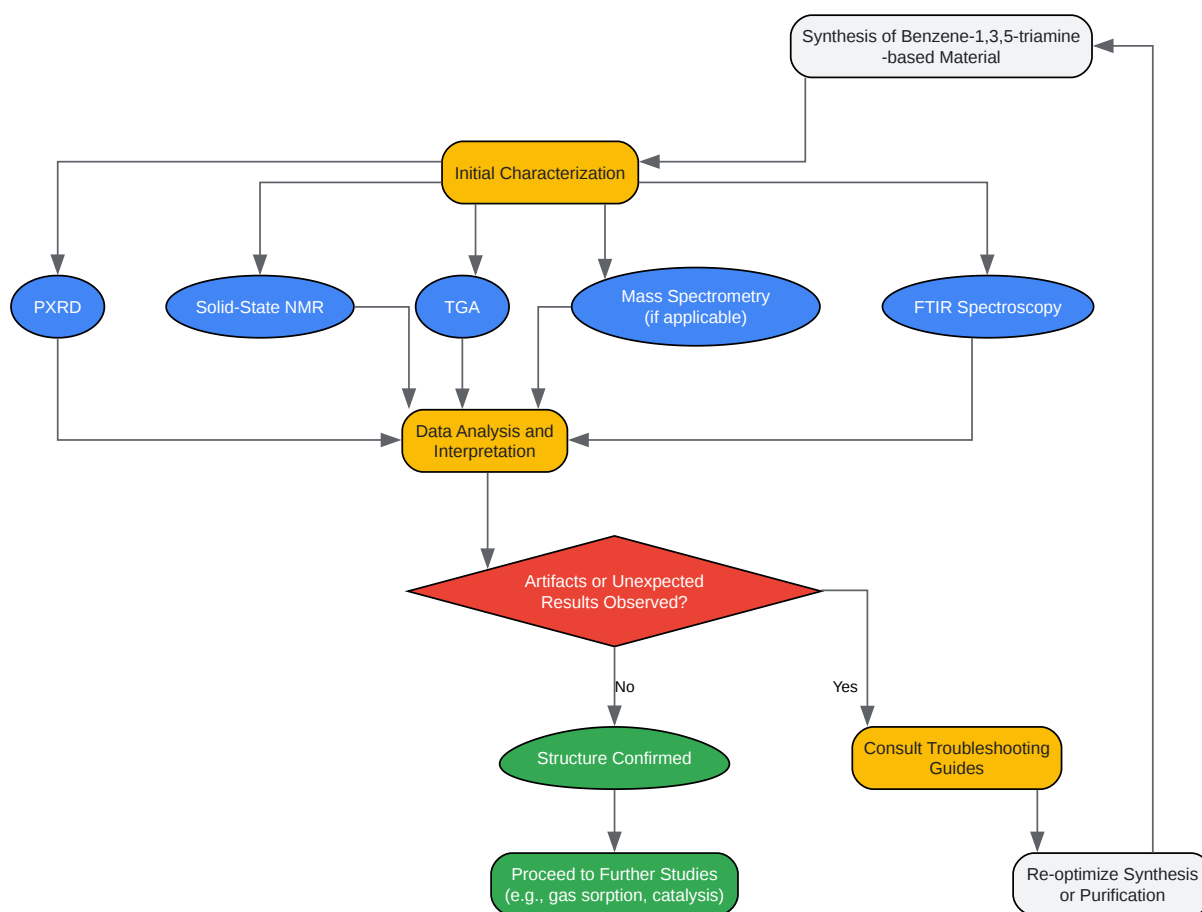 Synthesis of Benzene-1,3,5-triamine
-based Material
Initial Characterization
PXRD
Solid-State NMR
TGA
Mass Spectrometry
(if applicable)
FTIR Spectroscopy
Data Analysis and
Interpretation
Artifacts or Unexpected
Results Observed?
No
Yes
Structure Confirmed
Consult Troubleshooting
Guides
Proceed to Further Studies
(e.g., gas sorption, catalysis)
Re-optimize Synthesis
or Purification